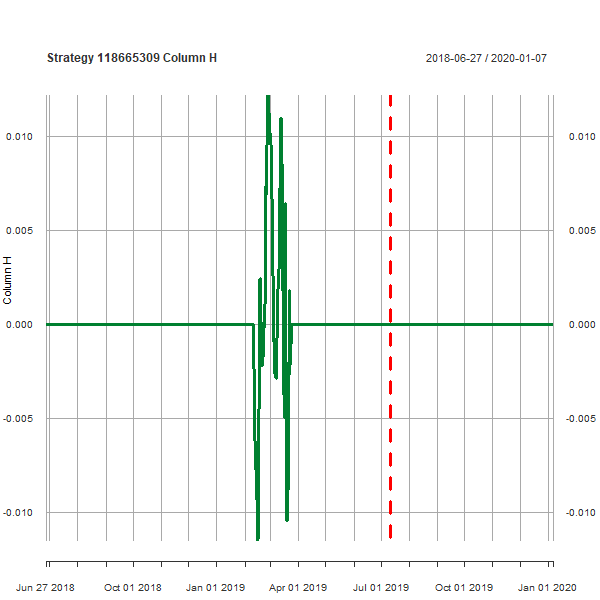 Strategy 118665309 Column H
2018-06-27 / 2020-01-07
0.010 0.010
0.005 0.005
0.000 0.000
-0.005 -0.005
-0.010 -0.010
Column H
Jun 27 2018 Oct 01 2018 Jan 01 2019 Apr 01 2019 Jul 01 2019 Oct 01 2019 Jan 01 2020